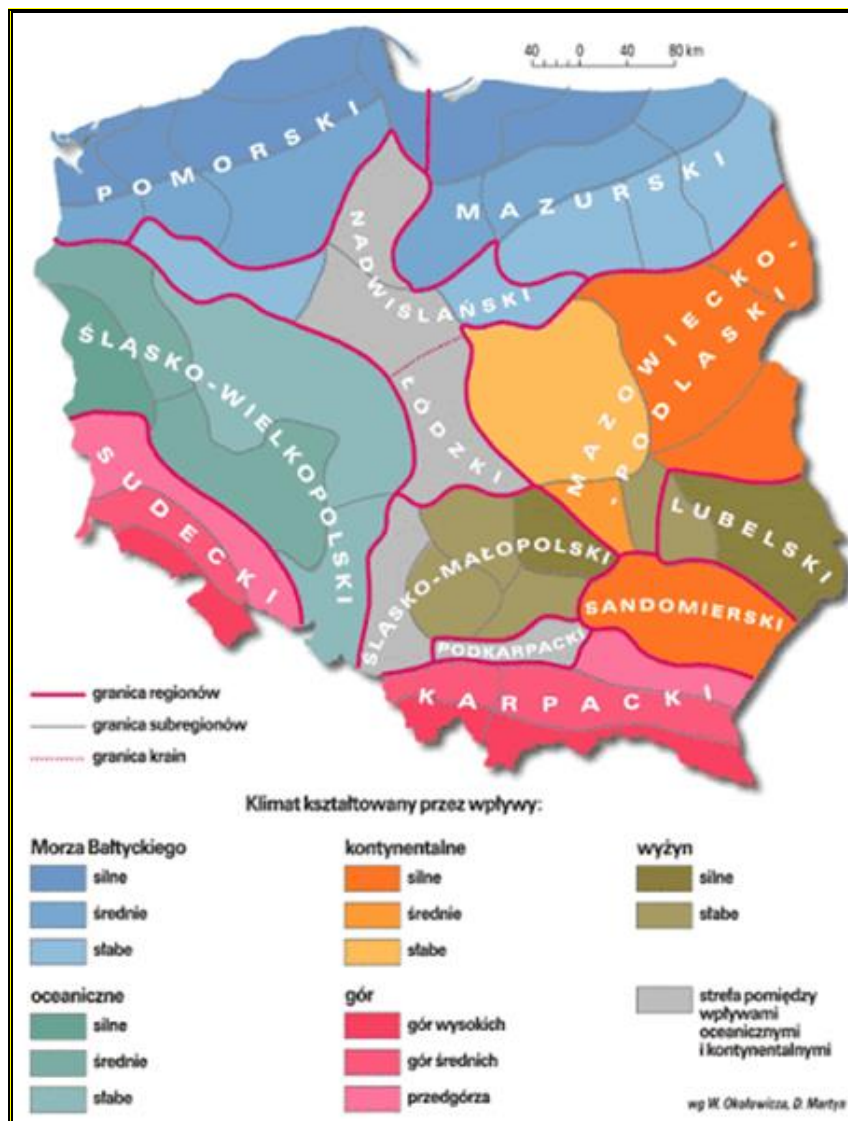 40 0 40 80 km
POMORSKI
MAZURSKI
NADWIŚLAŃSKI
MAZOWIECKO-
-PODLASKI
ŚLĄSKO-WIELKOPOLSKI
ŁÓDZKI
SUDECKI
LUBELSKI
ŚLĄSKO-MAŁOPOLSKI
SANDOMIERSKI
PODKARPACKI
KARPACKI
granica regionów
granica subregionów
granica krain
Klimat kształtowany przez wpływy:
Morza Bałtyckiego
silne
średnie
słabe
kontynentalne
silne
średnie
słabe
wyżyn
silne
słabe
oceaniczne
silne
średnie
słabe
gór
gór wysokich
gór średnich
przedgórza
strefa pomiędzy
wpływami
oceanicznymi
i kontynentalnymi
wg W. Okołowicza, D. Martyn